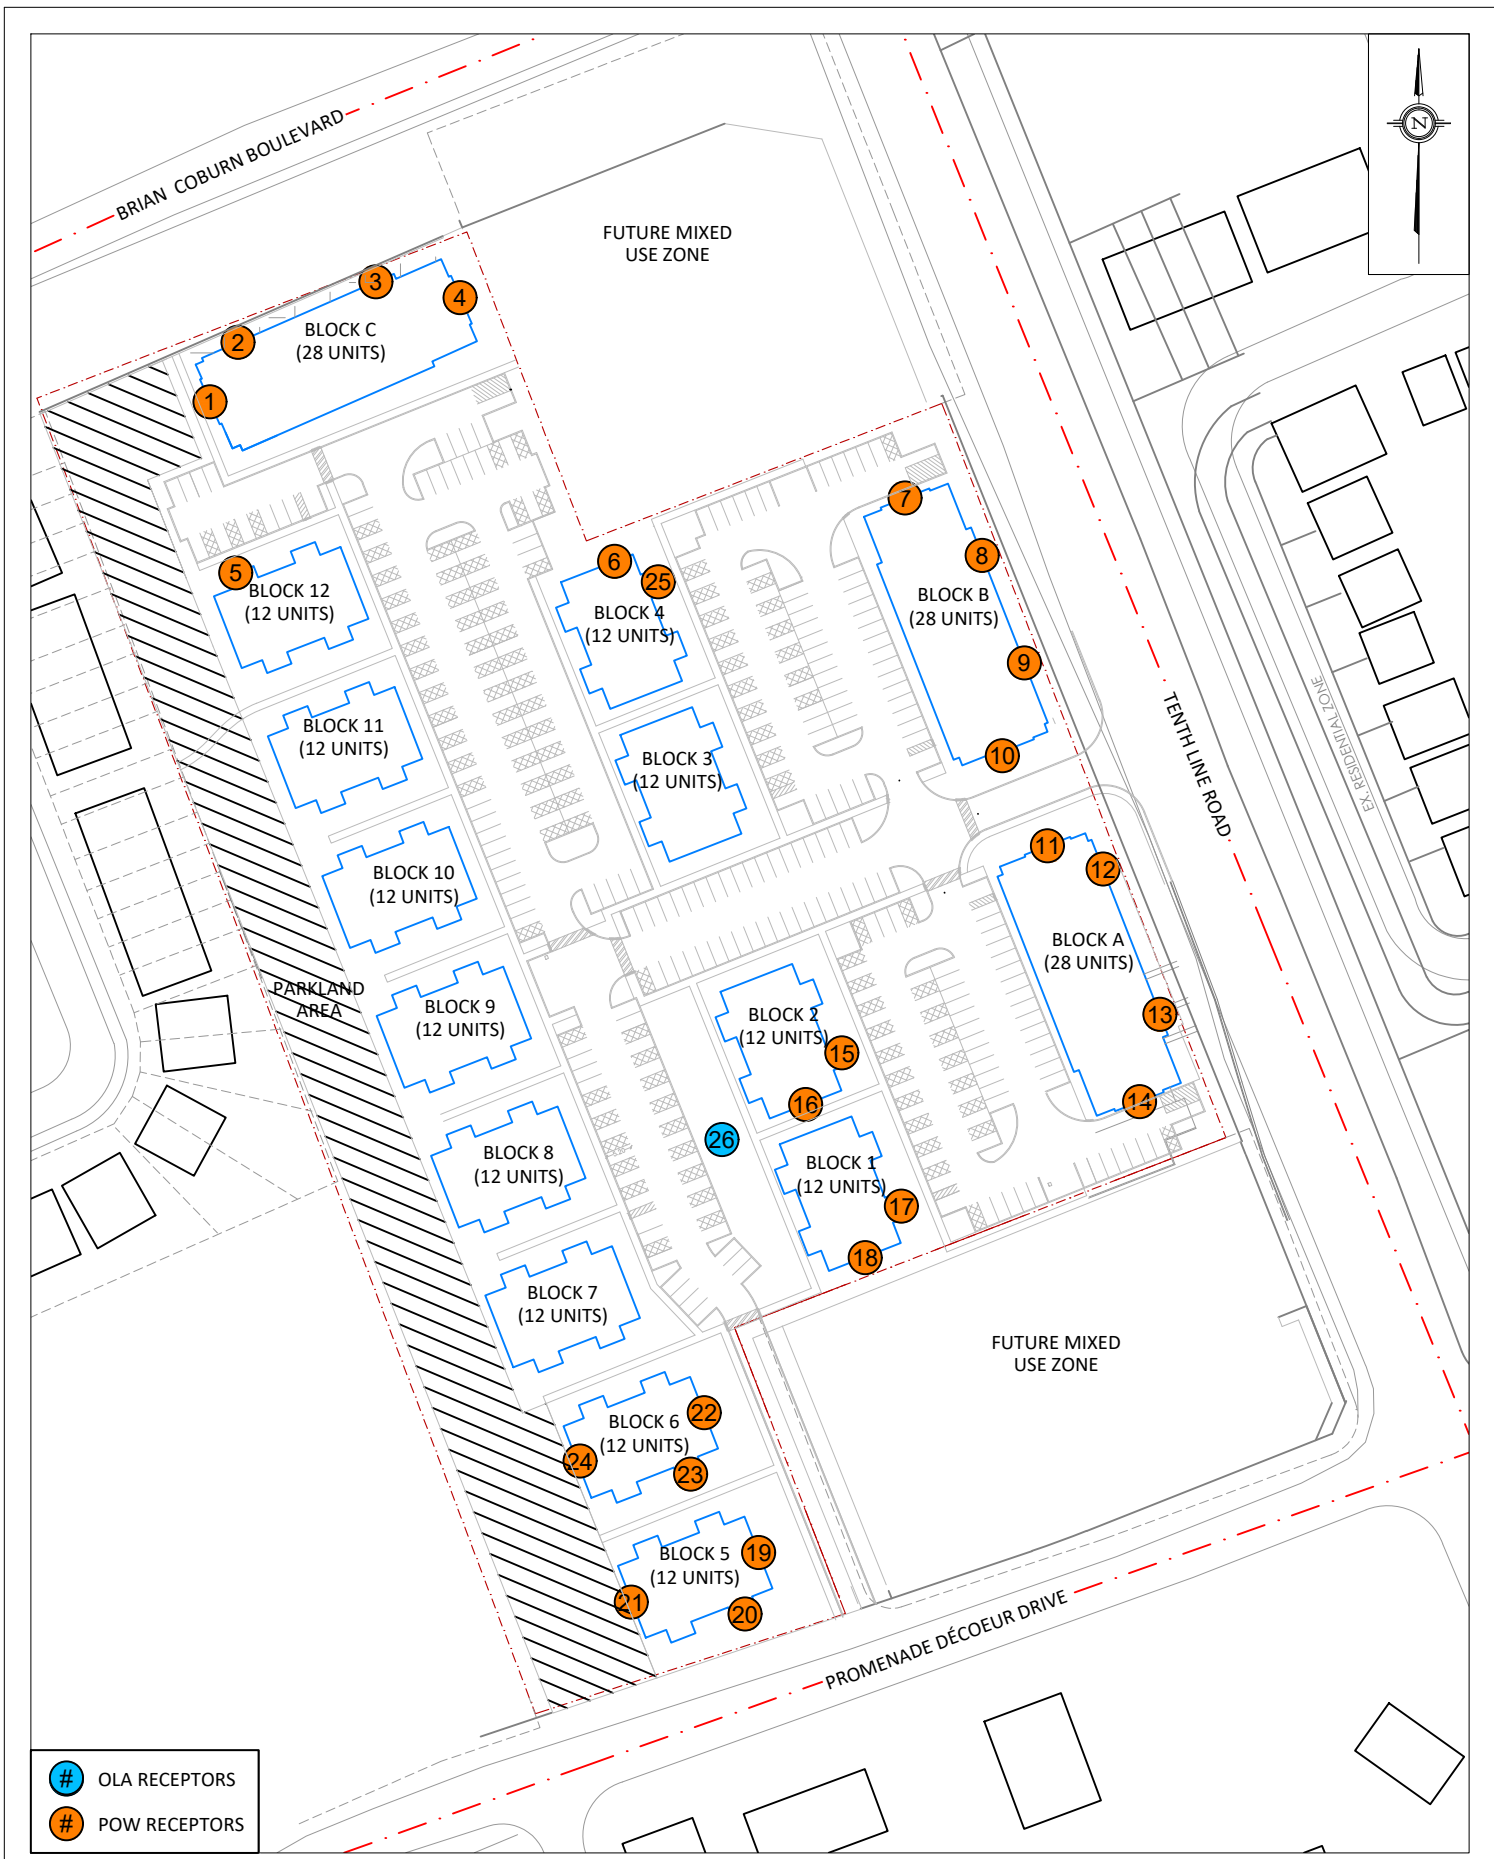 BRIAN COBURN BOULEVARD
N
FUTURE MIXED
USE ZONE
3
4
2
BLOCK C
(28 UNITS)
1
7
8
6
25
5
BLOCK 12
(12 UNITS)
BLOCK 4
(12 UNITS)
BLOCK B
(28 UNITS)
9
10
BLOCK 11
(12 UNITS)
BLOCK 3
(12 UNITS)
TENTH LINE ROAD
EX. RESIDENTIAL ZONE
11
12
BLOCK 10
(12 UNITS)
BLOCK A
(28 UNITS)
PARKLAND
AREA
BLOCK 9
(12 UNITS)
BLOCK 2
(12 UNITS)
15
13
16
14
26
BLOCK 8
(12 UNITS)
BLOCK 1
(12 UNITS)
17
18
BLOCK 7
(12 UNITS)
FUTURE MIXED
USE ZONE
22
BLOCK 6
(12 UNITS)
24
23
BLOCK 5
(12 UNITS)
19
21
20
PROMENADE DÉCOEUR DRIVE
# OLA RECEPTORS
# POW RECEPTORS